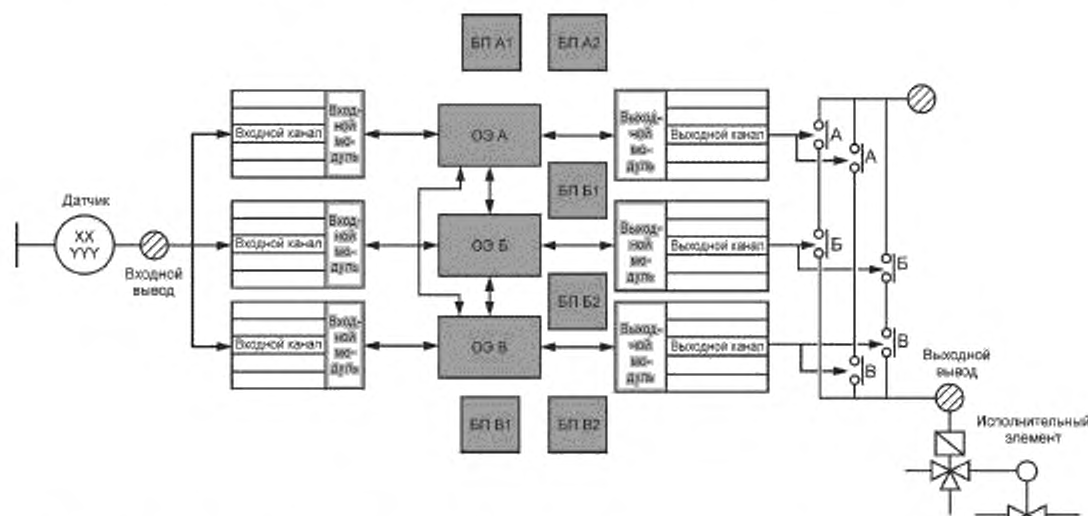 БП А1
БП А2
Вход-
ной
мо-
дуль
Входной канал
ОЭ А
Выход-
ной
мо-
дуль
Выходной канал
А
А
БП Б1
Датчик
XX
YYY
Входной
вывод
Вход-
ной
мо-
дуль
Входной канал
ОЭ Б
Выход-
ной
мо-
дуль
Выходной канал
Б
Б
БП Б2
Вход-
ной
мо-
дуль
Входной канал
ОЭ В
Выход-
ной
мо-
дуль
Выходной канал
В
В
Выходной
вывод
БП В1
БП В2
Исполнительный
элемент